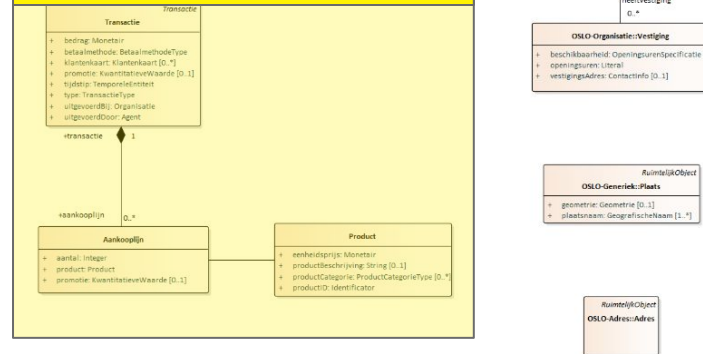 Transactie
Transactie
+ bedrag: Monetair
+ betaalmethode: BetaalmethodeType
+ klantenkaart: Klantenkaart [0..*]
+ promotie: KwantitatieveWaarde [0..1]
+ tijdstip: TemporeleEntiteit
+ type: TransactieType
+ uitgevoerdBij: Organisatie
+ uitgevoerdDoor: Agent
+transactie 1
+aankooplijn 0..*
Aankooplijn
+ aantal: Integer
+ product: Product
+ promotie: KwantitatieveWaarde [0..1]
Product
+ eenheidsprijs: Monetair
+ productBeschrijving: String [0..1]
+ productCategorie: ProductCategorieType [0..*]
+ productID: Identificator
heeftVestiging
0..*
OSLO-Organisatie::Vestiging
+ beschikbaarheid: OpeningsurenSpecificatie
+ openingsuren: Literal
+ vestigingsAdres: ContactInfo [0..1]
RuimtelijkObject
OSLO-Generiek::Plaats
+ geometrie: Geometrie [0..1]
+ plaatsnaam: GeografischeNaam [1..*]
RuimtelijkObject
OSLO-Adres::Adres